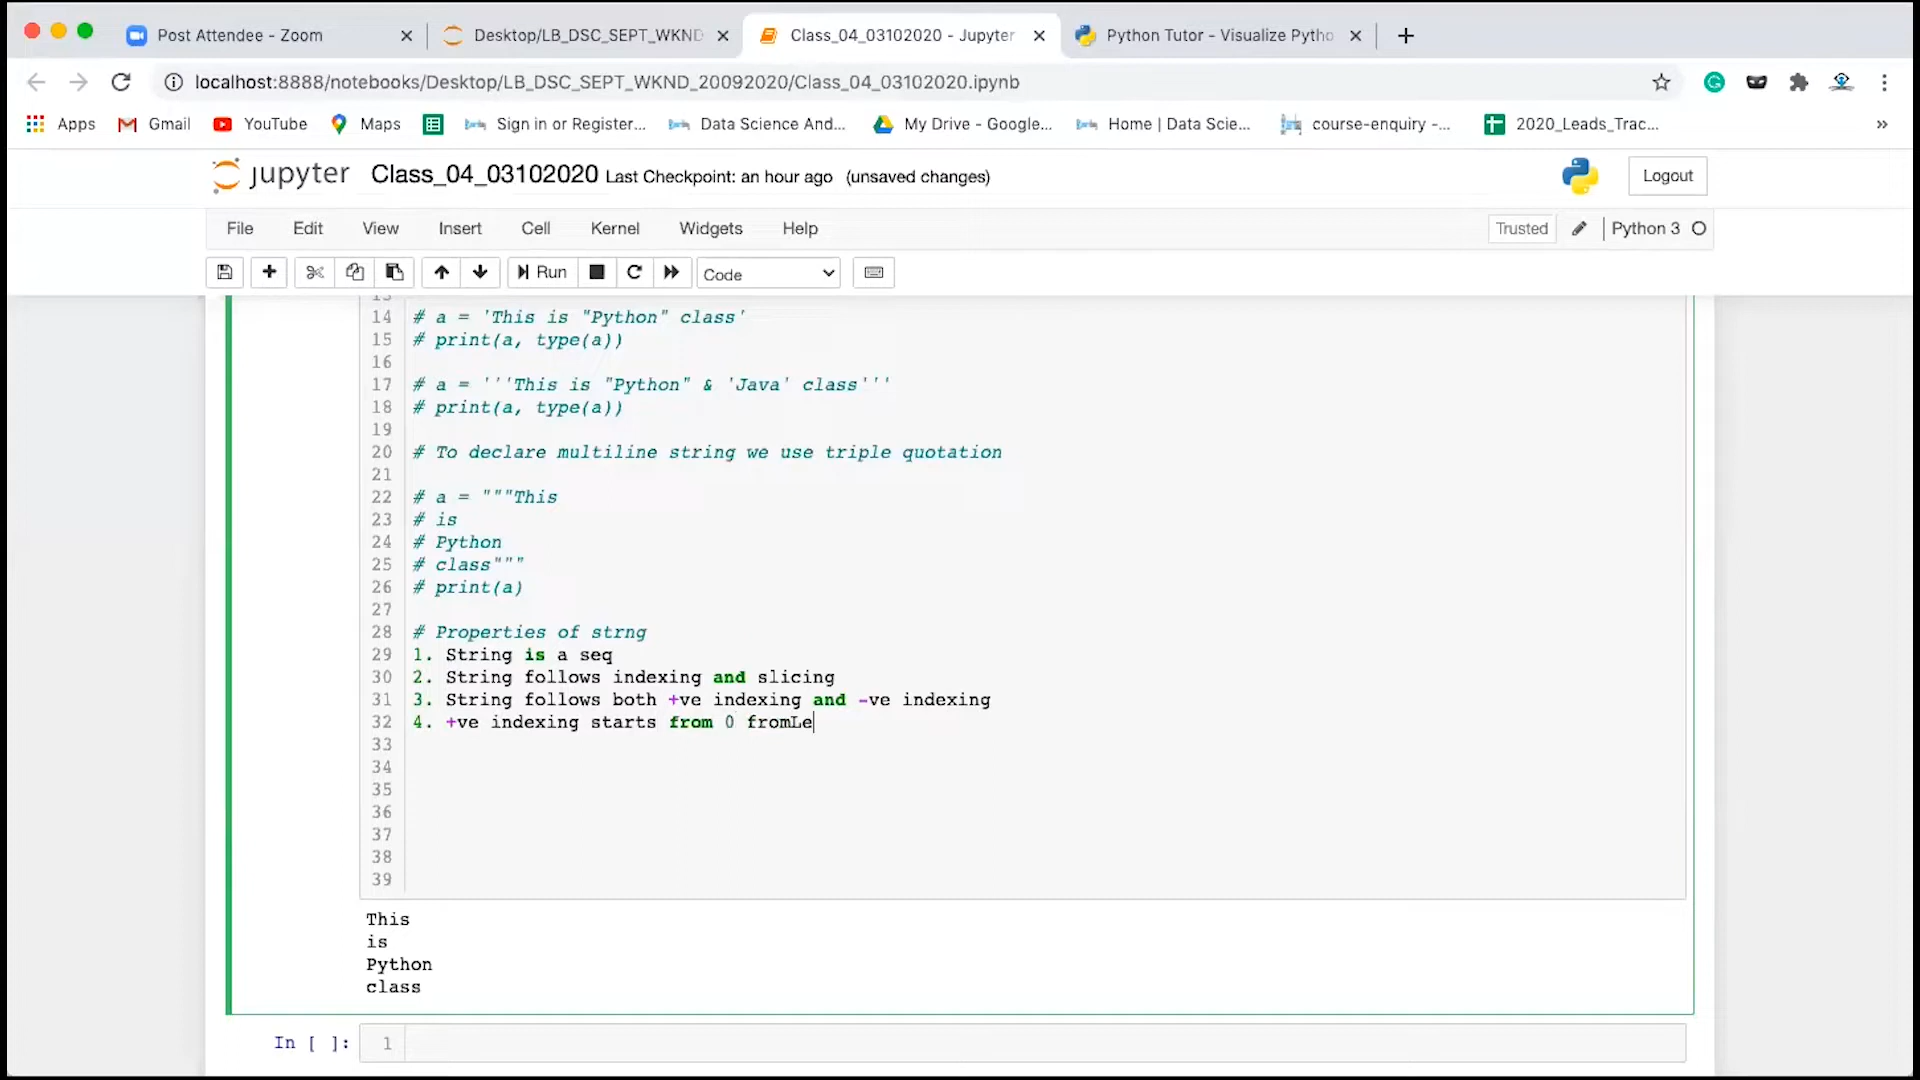 Post Attendee - Zoom
Desktop/LB_DSC_SEPT_WKND
Class_04_03102020 - Jupyter
Python Tutor - Visualize Pytho
localhost:8888/notebooks/Desktop/LB_DSC_SEPT_WKND_20092020/Class_04_03102020.ipynb
Apps Gmail YouTube Maps Sign in or Register... Data Science And... My Drive - Google... Home | Data Scie... course-enquiry -... 2020_Leads_Trac... »
jupyter Class_04_03102020 Last Checkpoint: an hour ago (unsaved changes) Logout
File Edit View Insert Cell Kernel Widgets Help Trusted Python 3
Run Code
13
14 # a = 'This is "Python" class'
15 # print(a, type(a))
16
17 # a = '''This is "Python" & 'Java' class'''
18 # print(a, type(a))
19
20 # To declare multiline string we use triple quotation
21
22 # a = """This
23 # is
24 # Python
25 # class"""
26 # print(a)
27
28 # Properties of strng
29 1. String is a seq
30 2. String follows indexing and slicing
31 3. String follows both +ve indexing and -ve indexing
32 4. +ve indexing starts from 0 fromLe
33
34
35
36
37
38
39
This
is
Python
class
In [ ]: 1